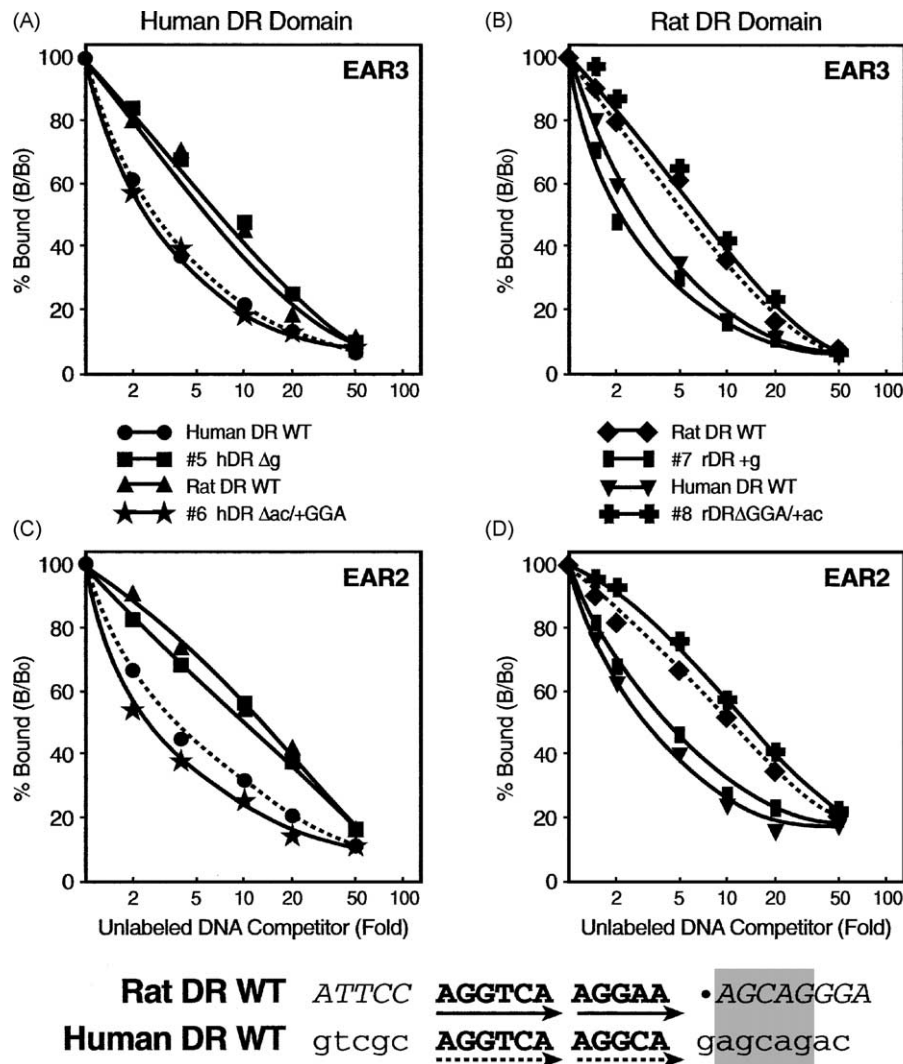 (A) Human DR Domain
EAR3
% Bound (B/B₀)
100
80
60
40
20
0
2 5 10 20 50 100
Human DR WT
#5 hDR Δg
Rat DR WT
#6 hDR Δac/+GGA
(B) Rat DR Domain
EAR3
% Bound (B/B₀)
100
80
60
40
20
0
2 5 10 20 50 100
Rat DR WT
#7 rDR +g
Human DR WT
#8 rDRΔGGA/+ac
(C)
EAR2
% Bound (B/B₀)
100
80
60
40
20
0
2 5 10 20 50 100
Unlabeled DNA Competitor (Fold)
(D)
EAR2
% Bound (B/B₀)
100
80
60
40
20
0
2 5 10 20 50 100
Unlabeled DNA Competitor (Fold)
Rat DR WT ATTCC AGGTCA AGGAA •AGCAGGGA
Human DR WT gtcgc AGGTCA AGGCA gagcagac